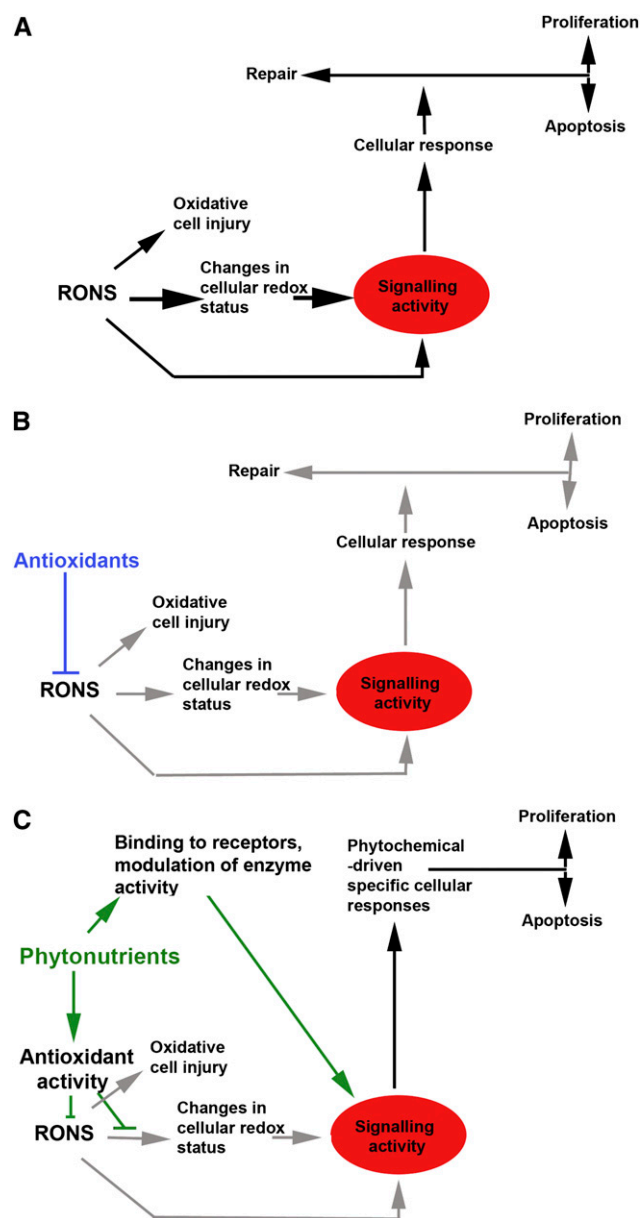 A
Proliferation
Repair
Apoptosis
Cellular response
Oxidative
cell injury
Changes in
cellular redox
status
RONS
Signalling
activity
B
Proliferation
Repair
Apoptosis
Cellular response
Antioxidants
Oxidative
cell injury
RONS
Changes in
cellular redox
status
Signalling
activity
C
Binding to receptors,
modulation of enzyme
activity
Phytochemical
-driven
specific cellular
responses
Proliferation
Apoptosis
Phytonutrients
Antioxidant
activity
Oxidative
cell injury
RONS
Changes in
cellular redox
status
Signalling
activity